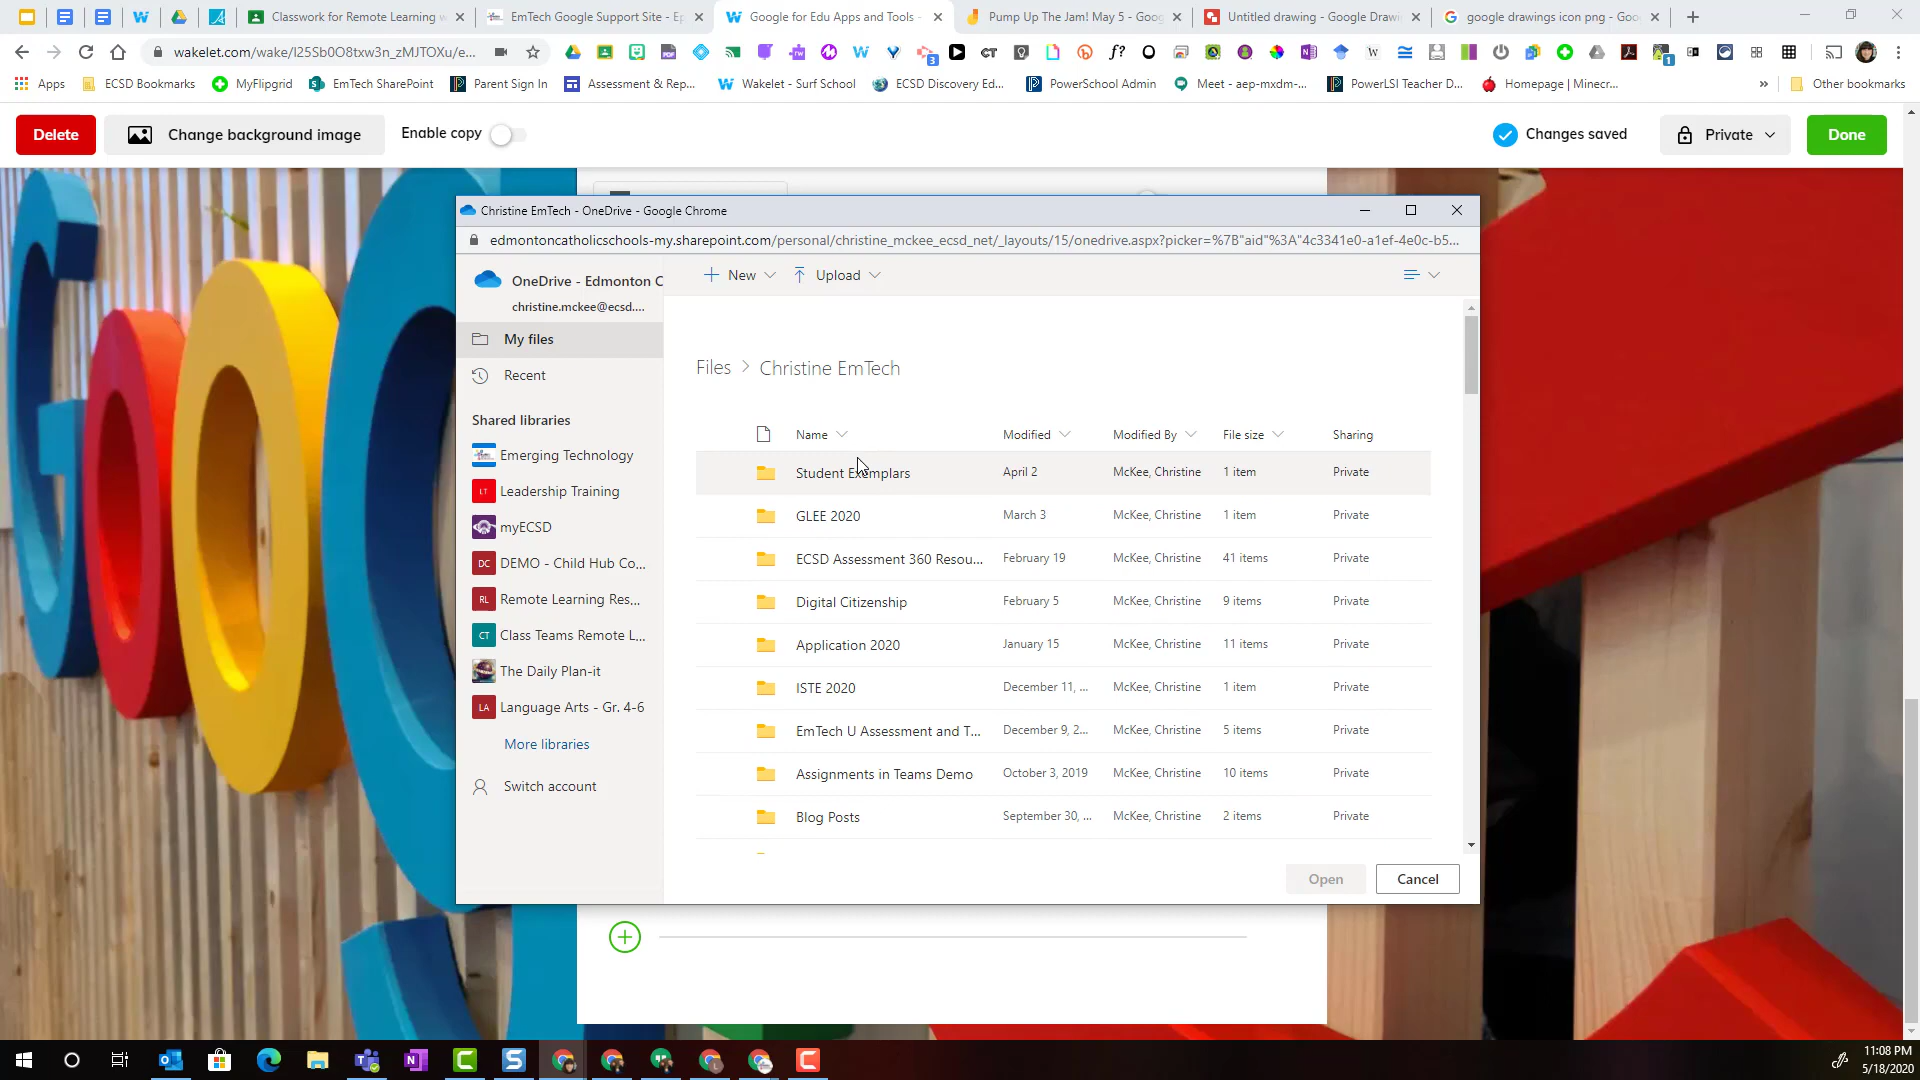 Classwork for Remote Learning w
EmTech Google Support Site - Ep
Google for Edu Apps and Tools -
Pump Up The Jam! May 5 - Goog
Untitled drawing - Google Draw
google drawings icon png - Goo
wakelet.com/wake/I25Sb0O8txw3n_zMJTOXu/e...
Apps
ECSD Bookmarks
MyFlipgrid
EmTech SharePoint
Parent Sign In
Assessment & Rep...
Wakelet - Surf School
ECSD Discovery Ed...
PowerSchool Admin
Meet - aep-mxdm-...
PowerLSI Teacher D...
Homepage | Minecr...
Other bookmarks
Delete
Change background image
Enable copy
Changes saved
Private
Done
Christine EmTech - OneDrive - Google Chrome
edmontoncatholicschools-my.sharepoint.com/personal/christine_mckee_ecsd_net/_layouts/15/onedrive.aspx?picker=%7B"aid"%3A"4c3341e0-a1ef-4e0c-b5...
OneDrive - Edmonton C
christine.mckee@ecsd....
New
Upload
My files
Recent
Shared libraries
Emerging Technology
LT Leadership Training
myECSD
DC DEMO - Child Hub Co...
RL Remote Learning Res...
CT Class Teams Remote L...
The Daily Plan-it
LA Language Arts - Gr. 4-6
More libraries
Switch account
Files > Christine EmTech
Name Modified Modified By File size Sharing
Student Exemplars April 2 McKee, Christine 1 item Private
GLEE 2020 March 3 McKee, Christine 1 item Private
ECSD Assessment 360 Resou... February 19 McKee, Christine 41 items Private
Digital Citizenship February 5 McKee, Christine 9 items Private
Application 2020 January 15 McKee, Christine 11 items Private
ISTE 2020 December 11, ... McKee, Christine 1 item Private
EmTech U Assessment and T... December 9, 2... McKee, Christine 5 items Private
Assignments in Teams Demo October 3, 2019 McKee, Christine 10 items Private
Blog Posts September 30, ... McKee, Christine 2 items Private
Open
Cancel
11:08 PM
5/18/2020